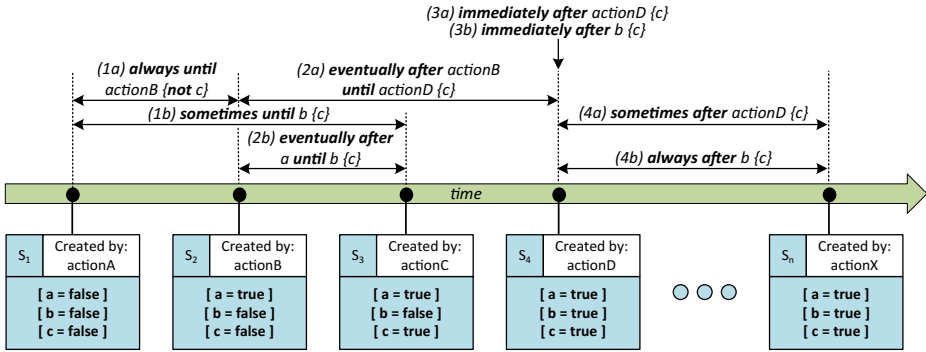 (3a) immediately after actionD {c}
(3b) immediately after b {c}
(1a) always until
actionB {not c}
(2a) eventually after actionB
until actionD {c}
(1b) sometimes until b {c}
(4a) sometimes after actionD {c}
(2b) eventually after
a until b {c}
(4b) always after b {c}
time
S1
Created by:
actionA
[ a = false ]
[ b = false ]
[ c = false ]
S2
Created by:
actionB
[ a = true ]
[ b = false ]
[ c = false ]
S3
Created by:
actionC
[ a = true ]
[ b = false ]
[ c = true ]
S4
Created by:
actionD
[ a = true ]
[ b = true ]
[ c = true ]
Sn
Created by:
actionX
[ a = true ]
[ b = true ]
[ c = true ]